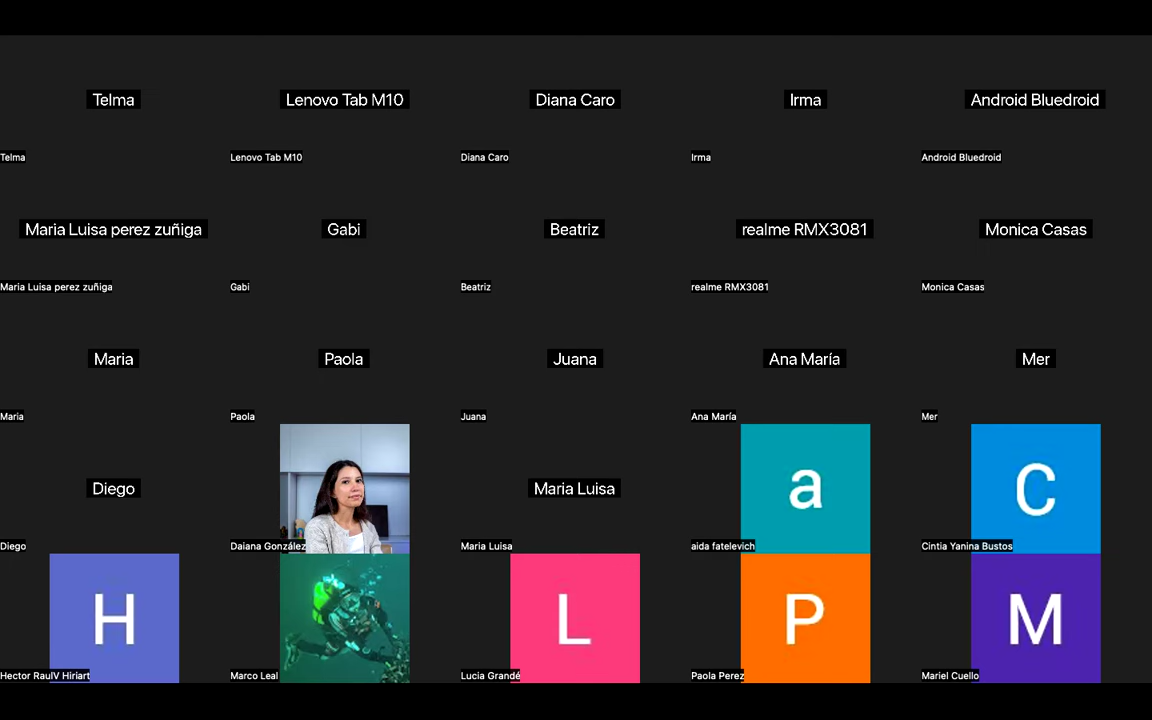 Telma
Lenovo Tab M10
Diana Caro
Irma
Android Bluedroid
Telma
Lenovo Tab M10
Diana Caro
Irma
Android Bluedroid
Maria Luisa perez zuñiga
Gabi
Beatriz
realme RMX3081
Monica Casas
Maria Luisa perez zuñiga
Gabi
Beatriz
realme RMX3081
Monica Casas
Maria
Paola
Juana
Ana María
Mer
Maria
Paola
Juana
Ana María
Mer
Diego
Maria Luisa
a
C
Diego
Daiana González
Maria Luisa
aida fatelevich
Cintia Yanina Bustos
H
L
P
M
Hector RaulV Hiriart
Marco Leal
Lucia Grandé
Paola Perez
Mariel Cuello